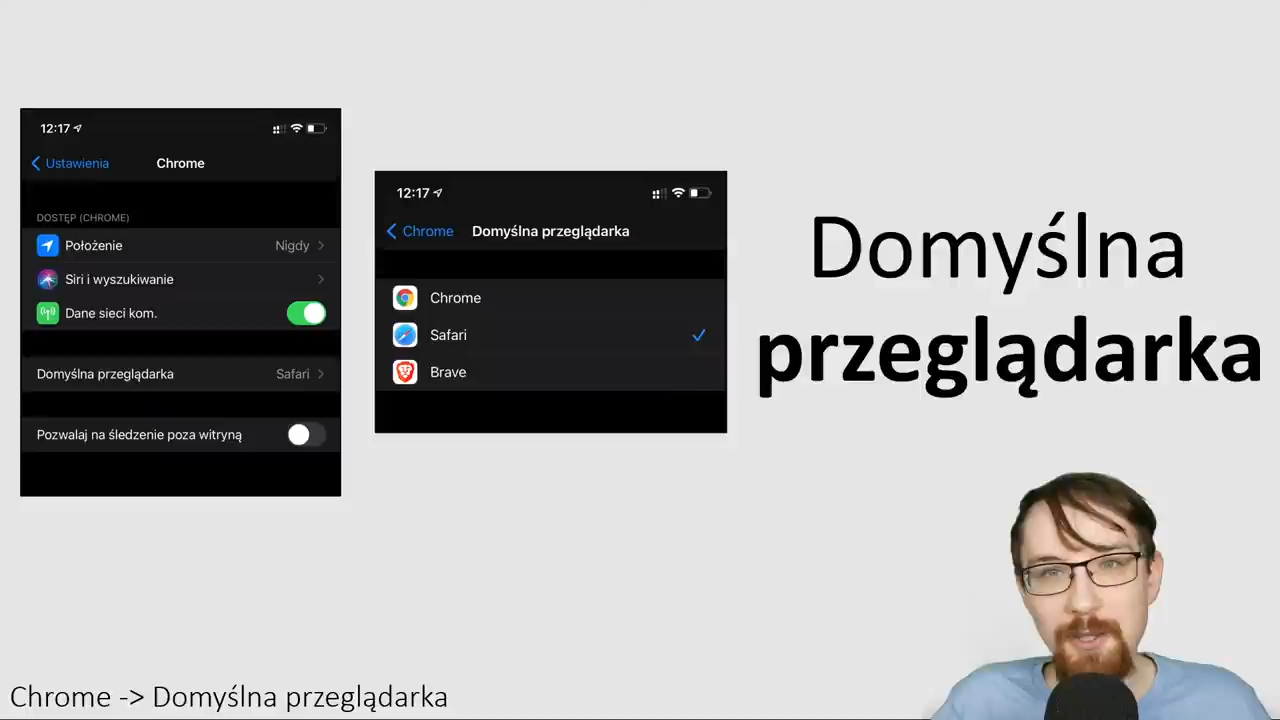 12:17
Ustawienia
Chrome
DOSTĘP (CHROME)
Położenie
Nigdy
Siri i wyszukiwanie
Dane sieci kom.
Domyślna przeglądarka
Safari
Pozwalaj na śledzenie poza witryną
12:17
Chrome
Domyślna przeglądarka
Chrome
Safari
Brave
Domyślna
przeglądarka
Chrome -> Domyślna przeglądarka